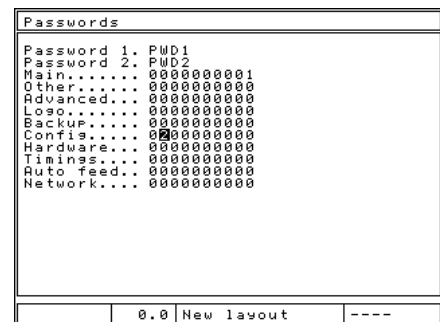 Passwords
Password 1. PWD1
Password 2. PWD2
Main....... 0000000001
Other...... 0000000000
Advanced... 0000000000
Logo....... 0000000000
Backup..... 0000000000
Config..... 0200000000
Hardware... 0000000000
Timings.... 0000000000
Auto feed.. 0000000000
Network.... 0000000000
0.0 New layout ----